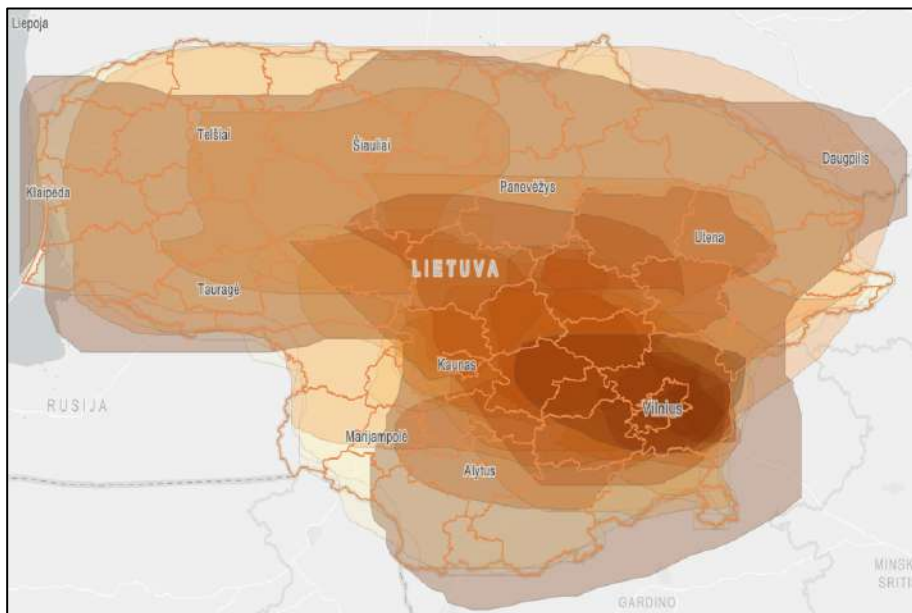 Liepoja
Telšiai
Šiauliai
Daugpilis
Klaipėda
Panevėžys
Utena
LIETUVA
Tauragė
Kaunas
RUSIJA
Vilnius
Marijampolė
Alytus
MINSK
SRITI
GARDINO